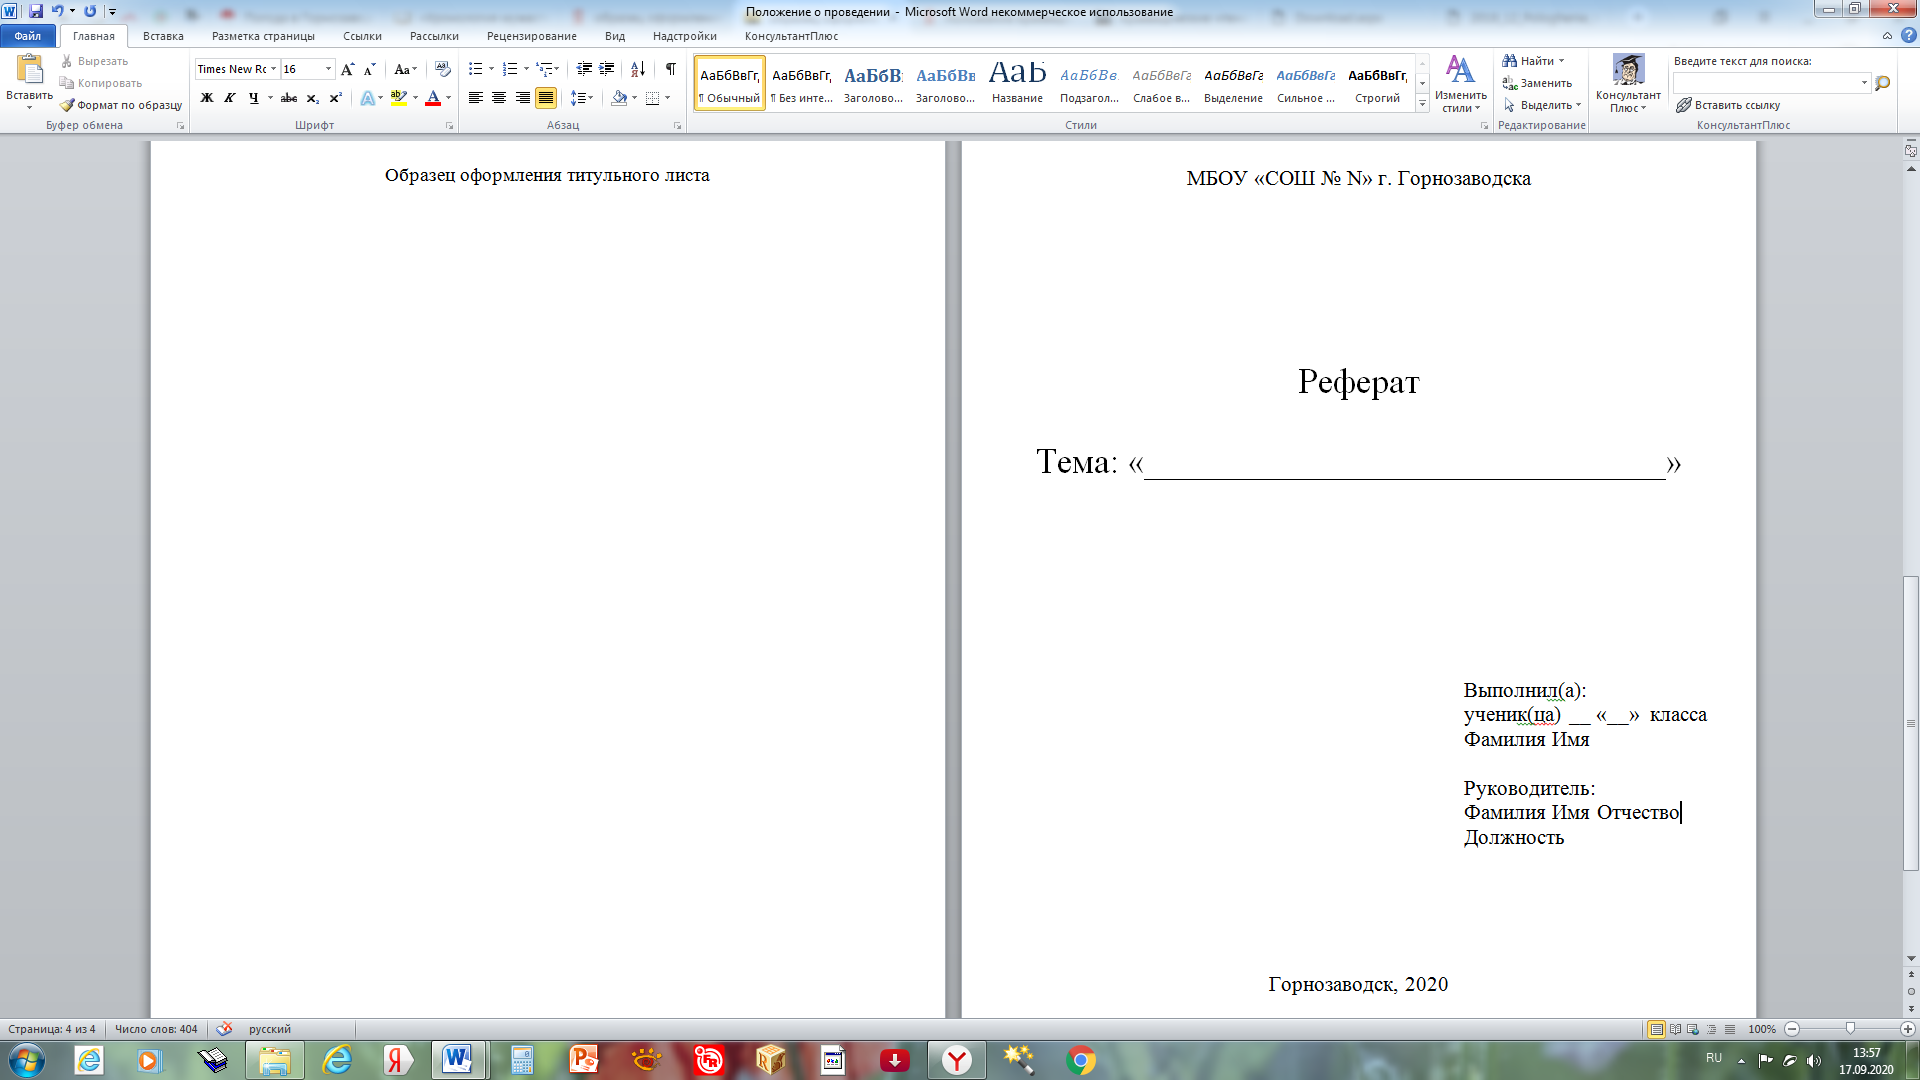 Положение о проведении - Microsoft Word некоммерческое использование
Файл Главная Вставка Разметка страницы Ссылки Рассылки Рецензирование Вид Надстройки КонсультантПлюс
Вставить
Вырезать
Копировать
Формат по образцу
Буфер обмена
Times New Rc 16
Ж К Ч abc
Шрифт
Абзац
АаБбВвГг, АаБбВвГг, АаБбВ АаБбВв АаБ АаБбВв АаБбВвГг АаБбВвГг АаБбВвГг АаБбВвГг,
¶ Обычный ¶ Без инте... Заголово... Заголово... Название Подзагол... Слабое в... Выделение Сильное ... Строгий
Стили
Изменить стили
Найти
Заменить
Выделить
Редактирование
Консультант Плюс
Введите текст для поиска:
Вставить ссылку
КонсультантПлюс
Образец оформления титульного листа
МБОУ «СОШ № N» г. Горнозаводска
Реферат
Тема: «_______________________________»
Выполнил(а):
ученик(ца) __ «__» класса
Фамилия Имя
Руководитель:
Фамилия Имя Отчество
Должность
Горнозаводск, 2020
Страница: 4 из 4 Число слов: 404 русский 100%
RU 13:57
17.09.2020